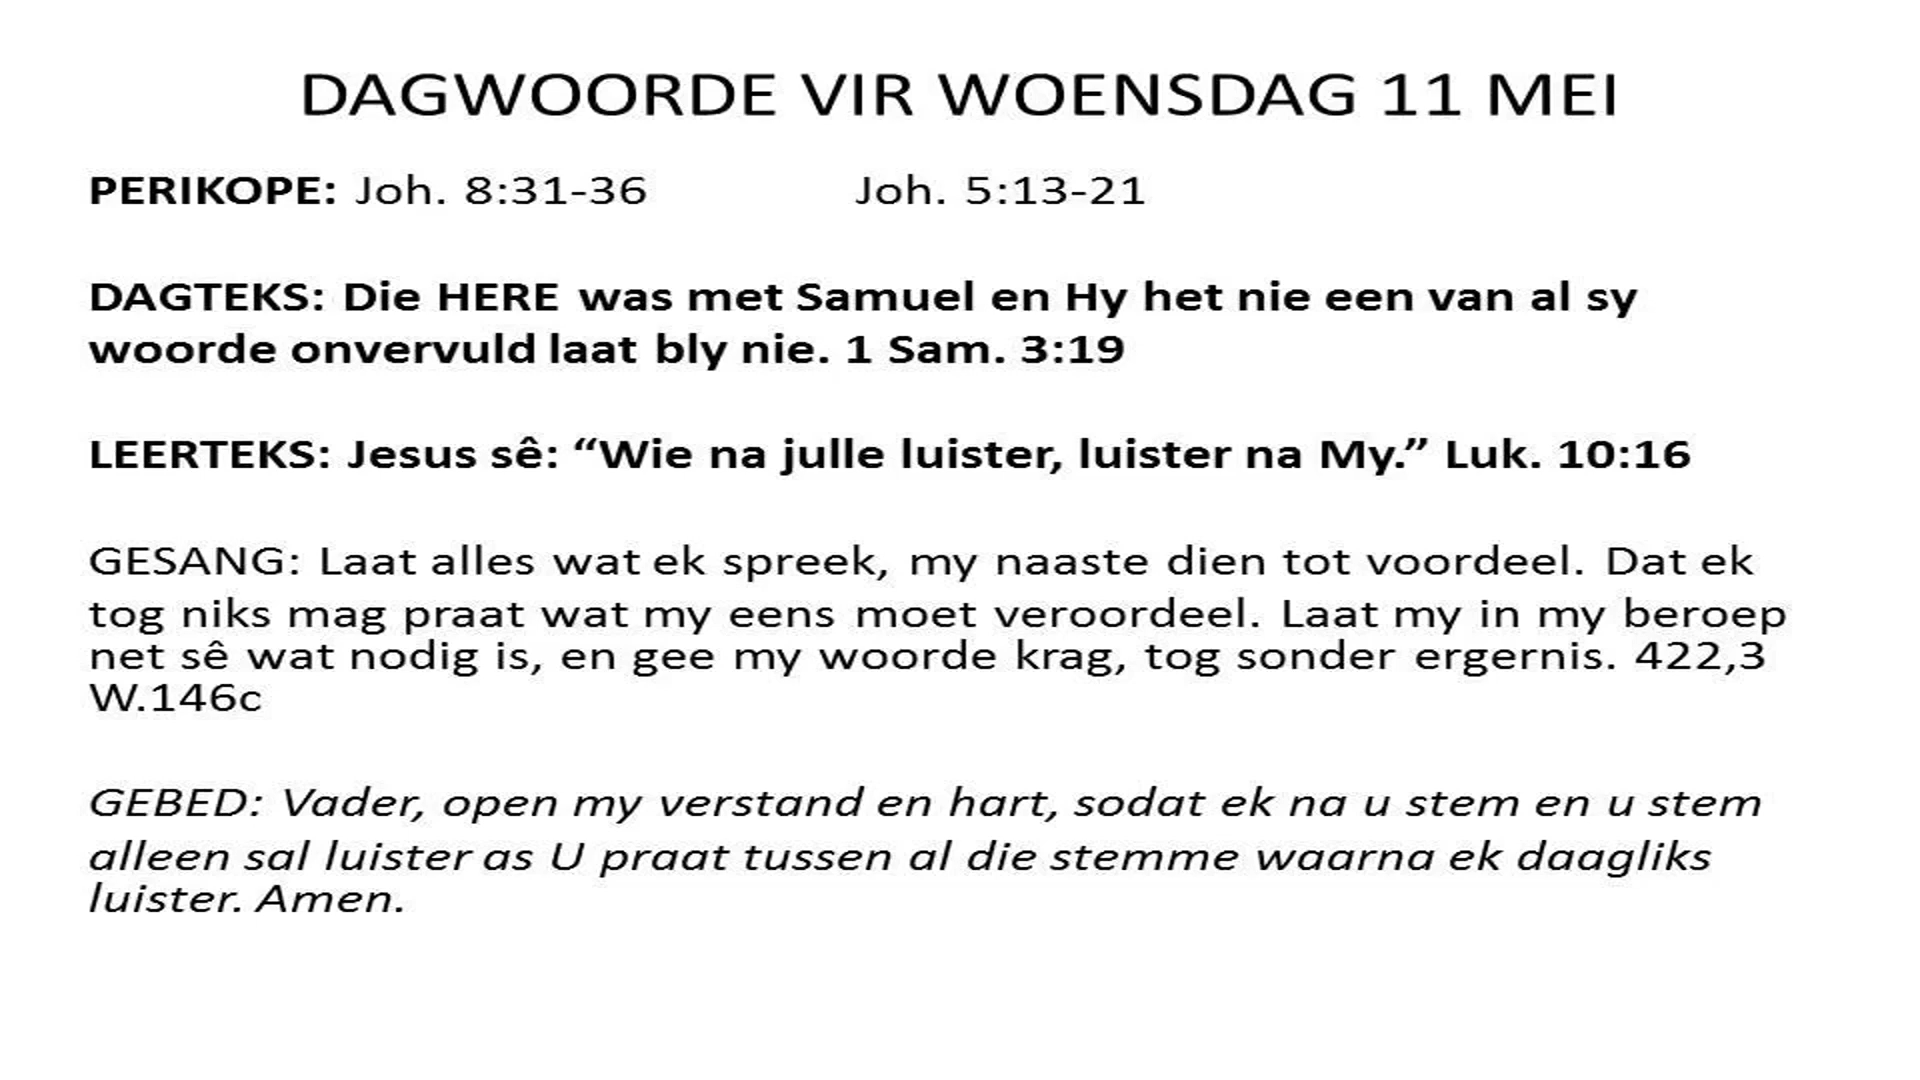 DAGWOORDE VIR WOENSDAG 11 MEI
PERIKOPE: Joh. 8:31-36 Joh. 5:13-21
DAGTEKS: Die HERE was met Samuel en Hy het nie een van al sy
woorde onvervuld laat bly nie. 1 Sam. 3:19
LEERTEKS: Jesus sê: “Wie na julle luister, luister na My.” Luk. 10:16
GESANG: Laat alles wat ek spreek, my naaste dien tot voordeel. Dat ek
tog niks mag praat wat my eens moet veroordeel. Laat my in my beroep
net sê wat nodig is, en gee my woorde krag, tog sonder ergernis. 422,3
W.146c
GEBED: Vader, open my verstand en hart, sodat ek na u stem en u stem
alleen sal luister as U praat tussen al die stemme waarna ek daagliks
luister. Amen.